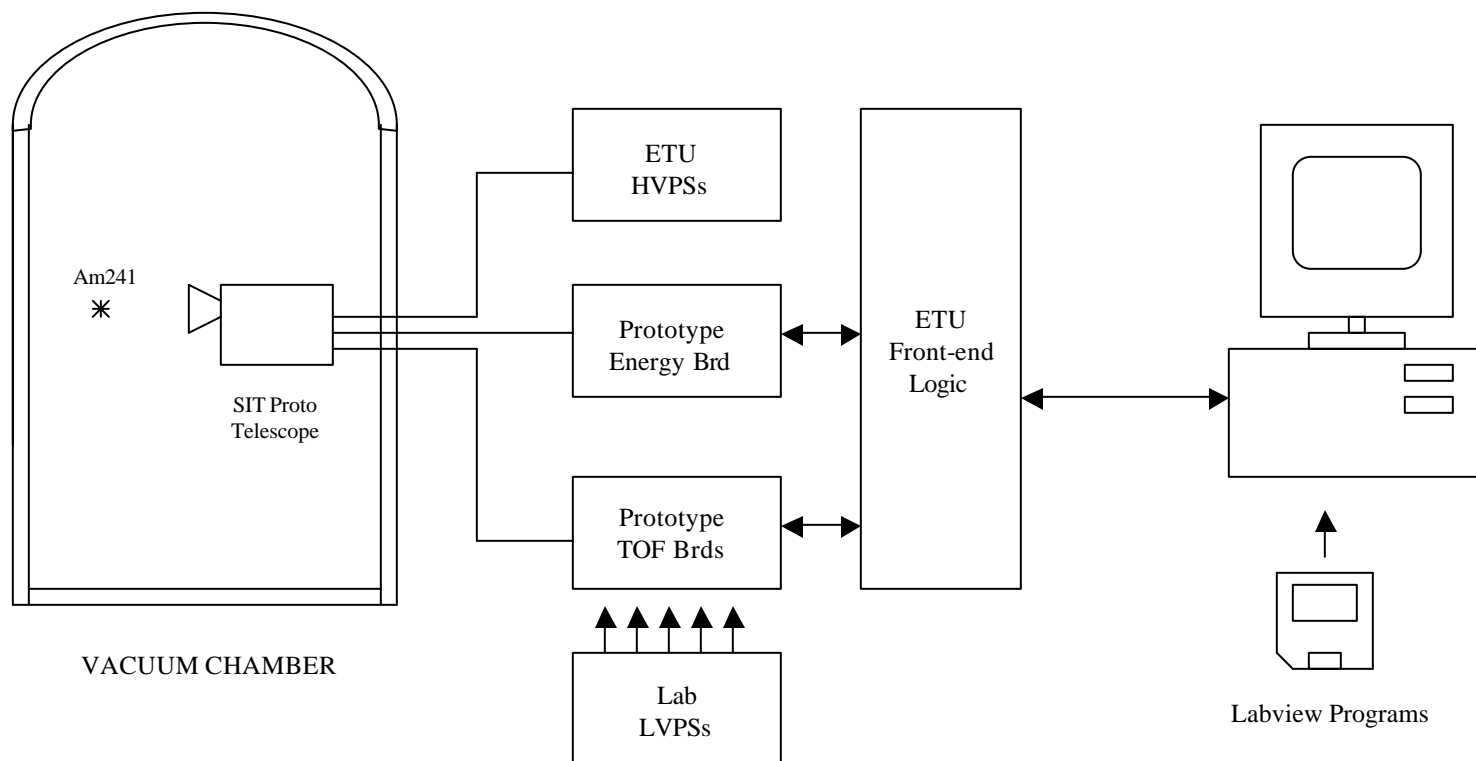 ETU
HVPSs
Am241
Prototype
Energy Brd
ETU
Front-end
Logic
SIT Proto
Telescope
Prototype
TOF Brds
VACUUM CHAMBER
Lab
LVPSs
Labview Programs